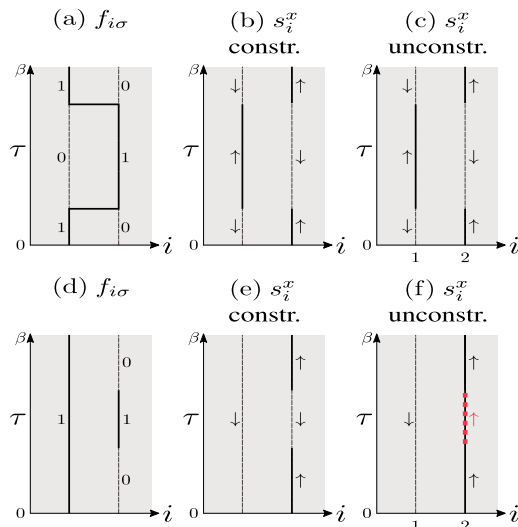 (a) f_{iσ}
(b) s_i^x
constr.
(c) s_i^x
unconstr.
β
τ
0
i
1
0
0
1
1
0
β
τ
0
i
↓
↑
↓
↑
↓
↑
β
τ
0
i
↓
↑
↓
↑
↓
↑
1
2
(d) f_{iσ}
(e) s_i^x
constr.
(f) s_i^x
unconstr.
β
τ
0
i
1
0
1
0
β
τ
0
i
↓
↑
↓
↑
β
τ
0
i
↓
↑
↑
↑
1
2